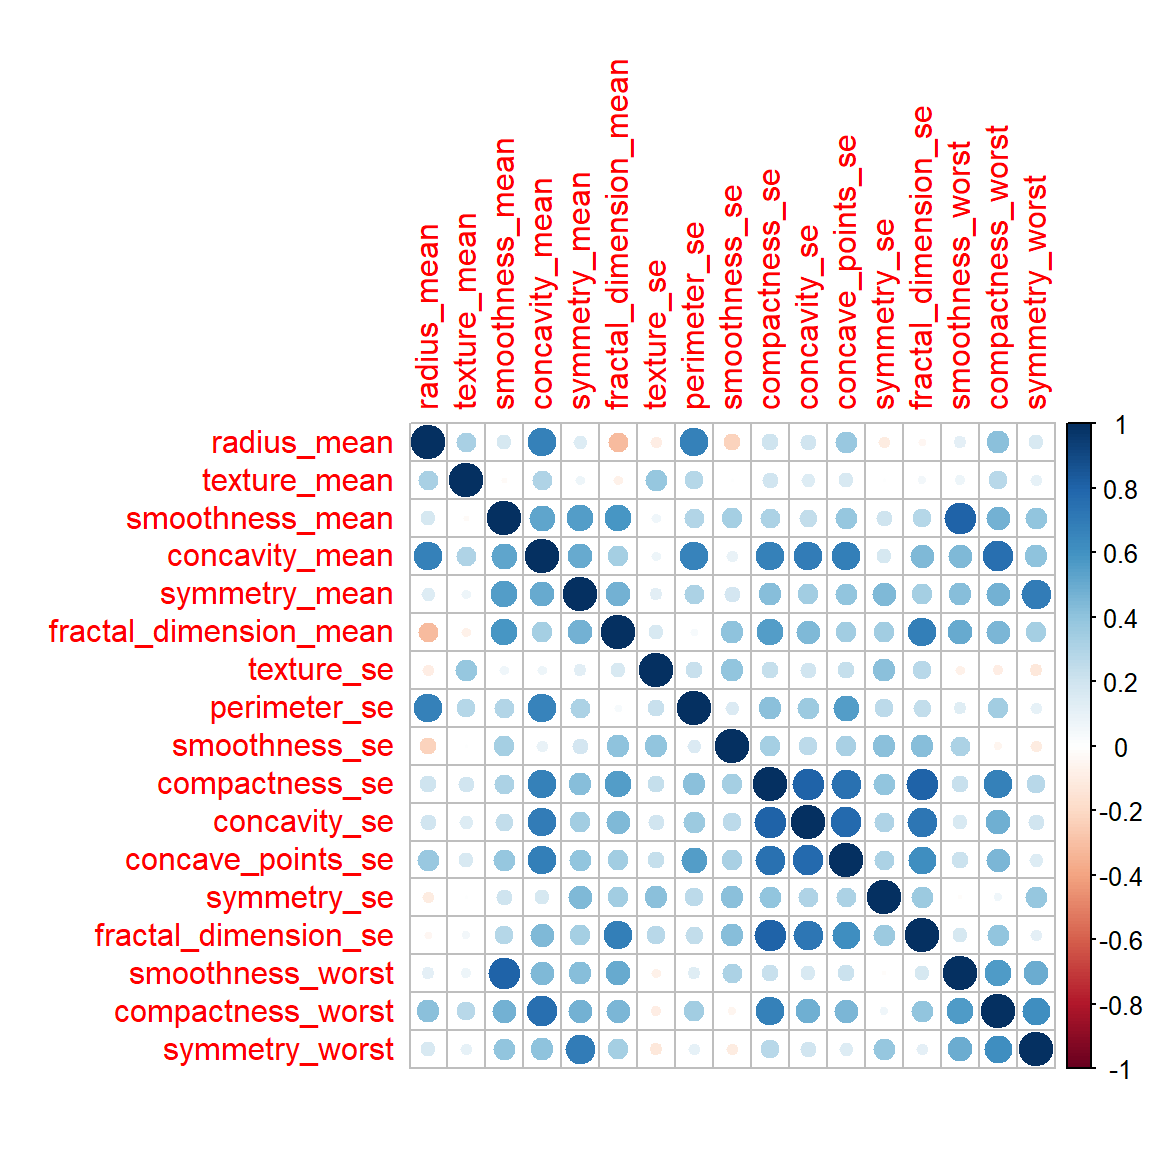 radius_mean
texture_mean
smoothness_mean
concavity_mean
symmetry_mean
fractal_dimension_mean
texture_se
perimeter_se
smoothness_se
compactness_se
concavity_se
concave_points_se
symmetry_se
fractal_dimension_se
smoothness_worst
compactness_worst
symmetry_worst
radius_mean
texture_mean
smoothness_mean
concavity_mean
symmetry_mean
fractal_dimension_mean
texture_se
perimeter_se
smoothness_se
compactness_se
concavity_se
concave_points_se
symmetry_se
fractal_dimension_se
smoothness_worst
compactness_worst
symmetry_worst
1
0.8
0.6
0.4
0.2
0
-0.2
-0.4
-0.6
-0.8
-1